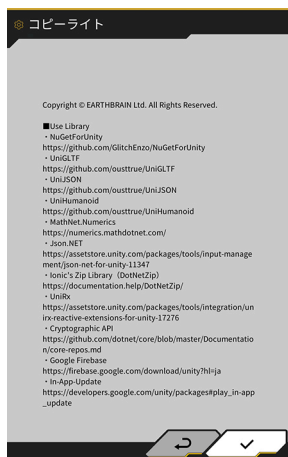 コピーライト
Copyright © EARTHBRAIN Ltd. All Rights Reserved.
■Use Library
・NuGetForUnity
https://github.com/GlitchEnzo/NuGetForUnity
・UniGLTF
https://github.com/ousttrue/UniGLTF
・UniJSON
https://github.com/ousttrue/UniJSON
・UniHumanoid
https://github.com/ousttrue/UniHumanoid
・MathNet.Numerics
https://numerics.mathdotnet.com/
・Json.NET
https://assetstore.unity.com/packages/tools/input-manage
ment/json-net-for-unity-11347
・Ionic's Zip Library（DotNetZip）
https://documentation.help/DotNetZip/
・UniRx
https://assetstore.unity.com/packages/tools/integration/un
irx-reactive-extensions-for-unity-17276
・Cryptographic API
https://github.com/dotnet/core/blob/master/Documentatio
n/core-repos.md
・Google Firebase
https://firebase.google.com/download/unity?hl=ja
・In-App-Update
https://developers.google.com/unity/packages#play_in-app
_update